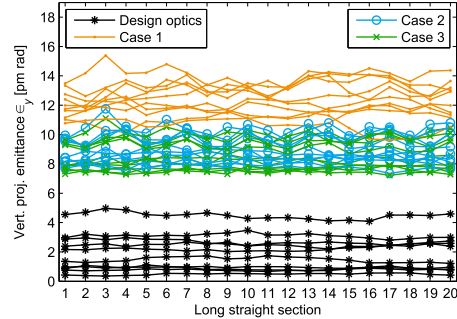 Design optics
Case 1
Case 2
Case 3
Vert. proj. emittance ∈y [pm rad]
18
16
14
12
10
8
6
4
2
0
1 2 3 4 5 6 7 8 9 10 11 12 13 14 15 16 17 18 19 20
Long straight section